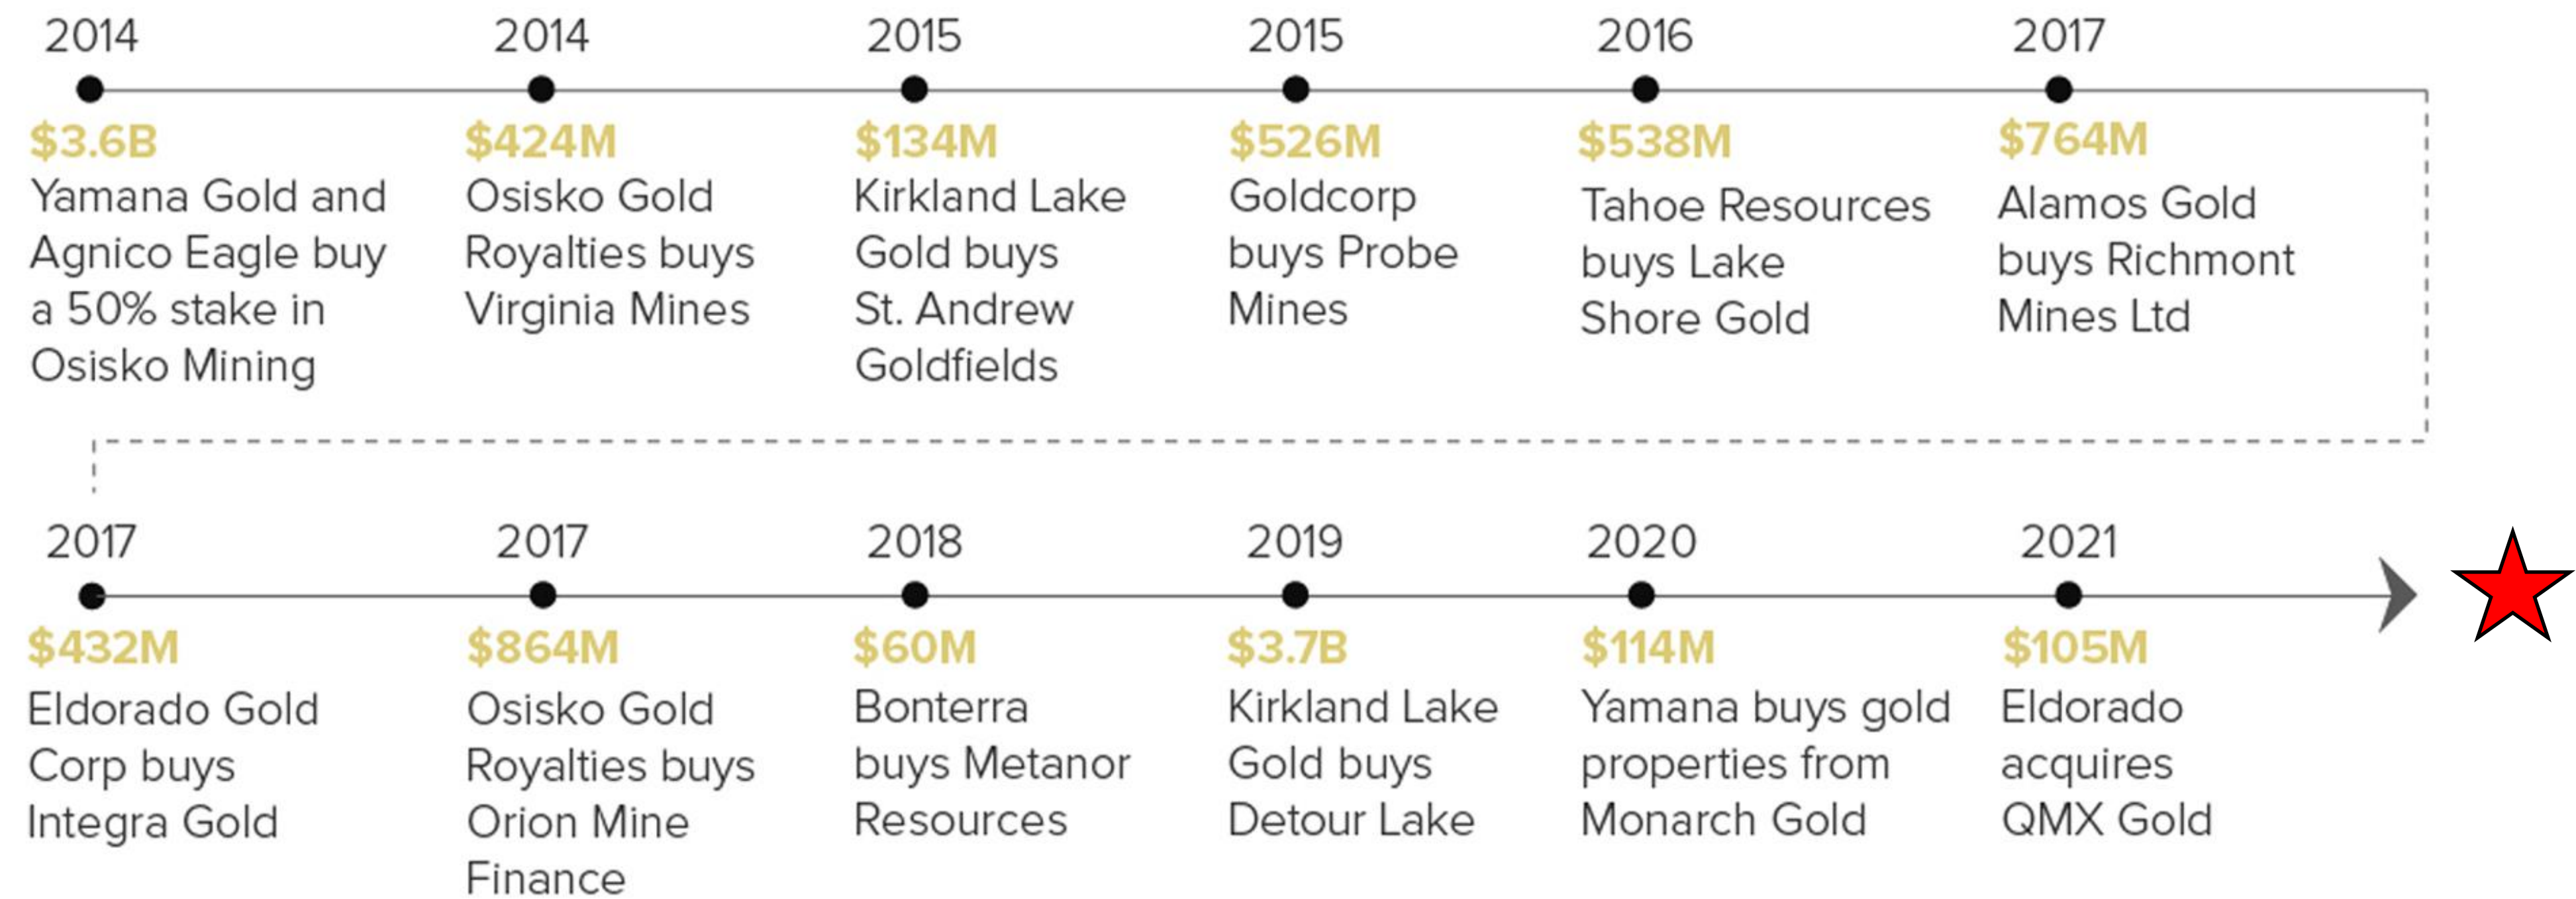 2014
$3.6B
Yamana Gold and
Agnico Eagle buy
a 50% stake in
Osisko Mining
2014
$424M
Osisko Gold
Royalties buys
Virginia Mines
2015
$134M
Kirkland Lake
Gold buys
St. Andrew
Goldfields
2015
$526M
Goldcorp
buys Probe
Mines
2016
$538M
Tahoe Resources
buys Lake
Shore Gold
2017
$764M
Alamos Gold
buys Richmont
Mines Ltd
2017
$432M
Eldorado Gold
Corp buys
Integra Gold
2017
$864M
Osisko Gold
Royalties buys
Orion Mine
Finance
2018
$60M
Bonterra
buys Metanor
Resources
2019
$3.7B
Kirkland Lake
Gold buys
Detour Lake
2020
$114M
Yamana buys gold
properties from
Monarch Gold
2021
$105M
Eldorado
acquires
QMX Gold